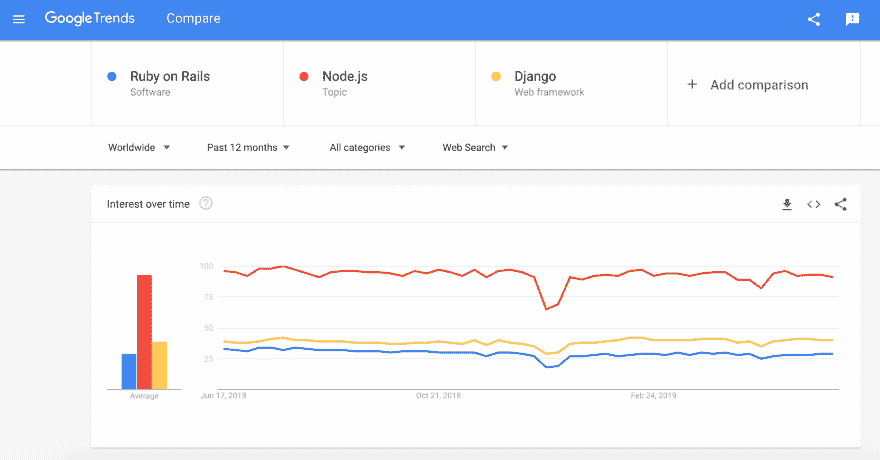 GoogleTrends Compare
Ruby on Rails
Software
Node.js
Topic
Django
Web framework
+ Add comparison
Worldwide Past 12 months All categories Web Search
Interest over time ?
100
75
50
25
Average
Jun 17, 2018 Oct 21, 2018 Feb 24, 2019